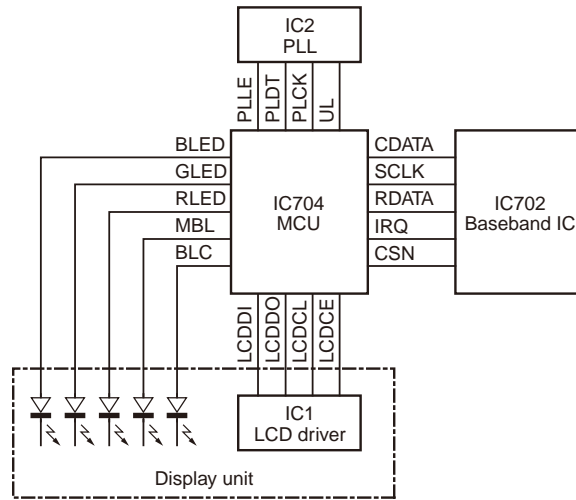 IC2
PLL
PLLE
PLDT
PLCK
UL
BLED
GLED
RLED
MBL
BLC
IC704
MCU
CDATA
SCLK
RDATA
IRQ
CSN
IC702
Baseband IC
LCDDI
LCDDO
LCDCL
LCDCE
IC1
LCD driver
Display unit